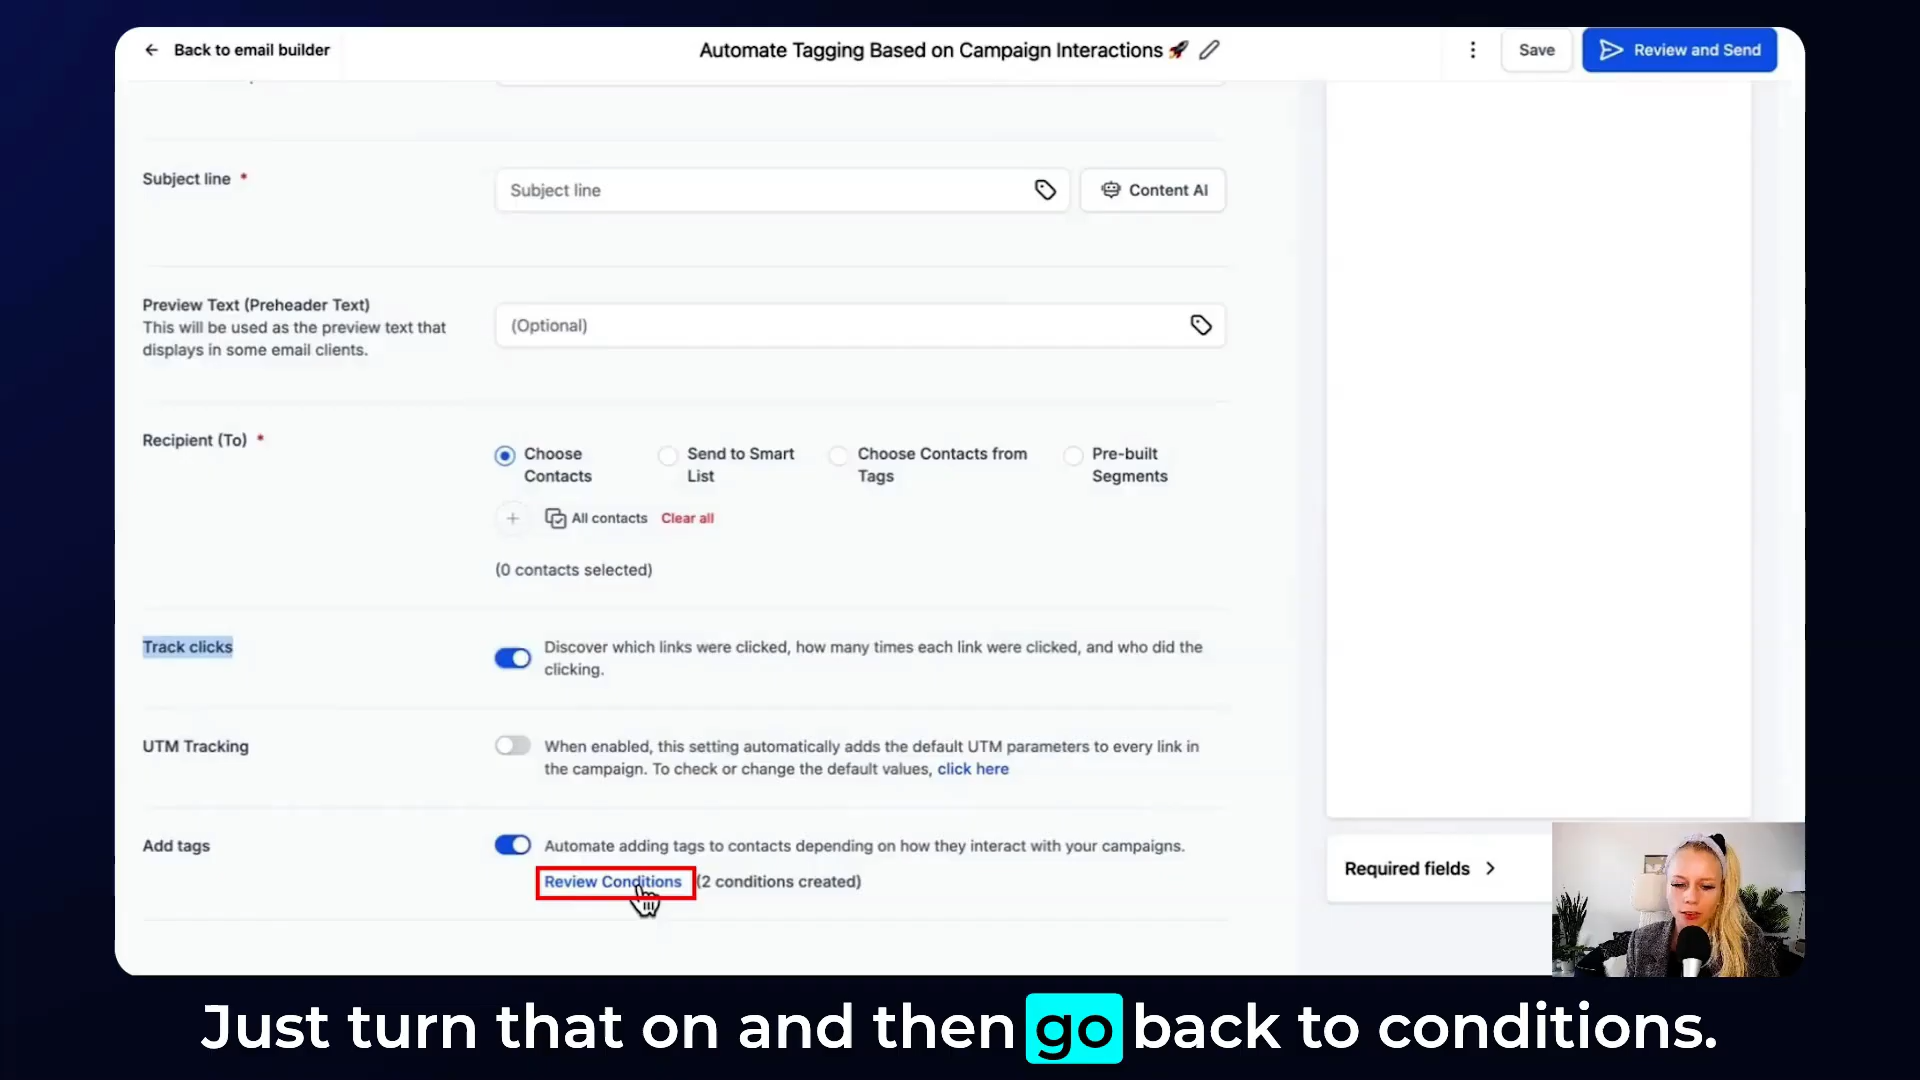 Back to email builder
Automate Tagging Based on Campaign Interactions 🚀
Save
Review and Send
Subject line *
Subject line
Content AI
Preview Text (Preheader Text)
This will be used as the preview text that
displays in some email clients.
(Optional)
Recipient (To) *
Choose
Contacts
Send to Smart
List
Choose Contacts from
Tags
Pre-built
Segments
All contacts
Clear all
(0 contacts selected)
Track clicks
Discover which links were clicked, how many times each link were clicked, and who did the
clicking.
UTM Tracking
When enabled, this setting automatically adds the default UTM parameters to every link in
the campaign. To check or change the default values, click here
Add tags
Automate adding tags to contacts depending on how they interact with your campaigns.
Review Conditions (2 conditions created)
Required fields
Just turn that on and then go back to conditions.